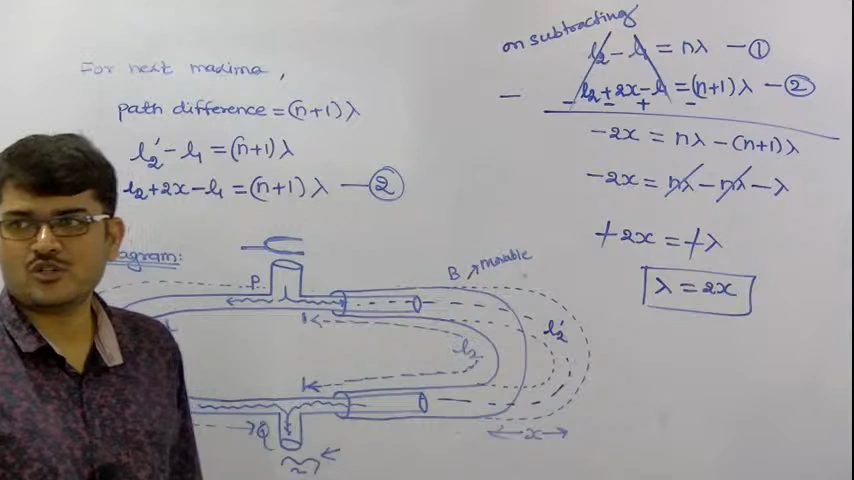 For next maxima,
path difference = (n+1)λ
l₂' - l₁ = (n+1)λ
l₂+2x-l₁ = (n+1)λ — ②
on subtracting
l₂ - l₁ = nλ — ①
l₂+2x-l₁ = (n+1)λ — ②
-
- - + -
-2x = nλ - (n+1)λ
-2x = nλ - nλ - λ
+2x = +λ
λ = 2x
agram:
P
B → movable
l₂'
l₂
Q
x